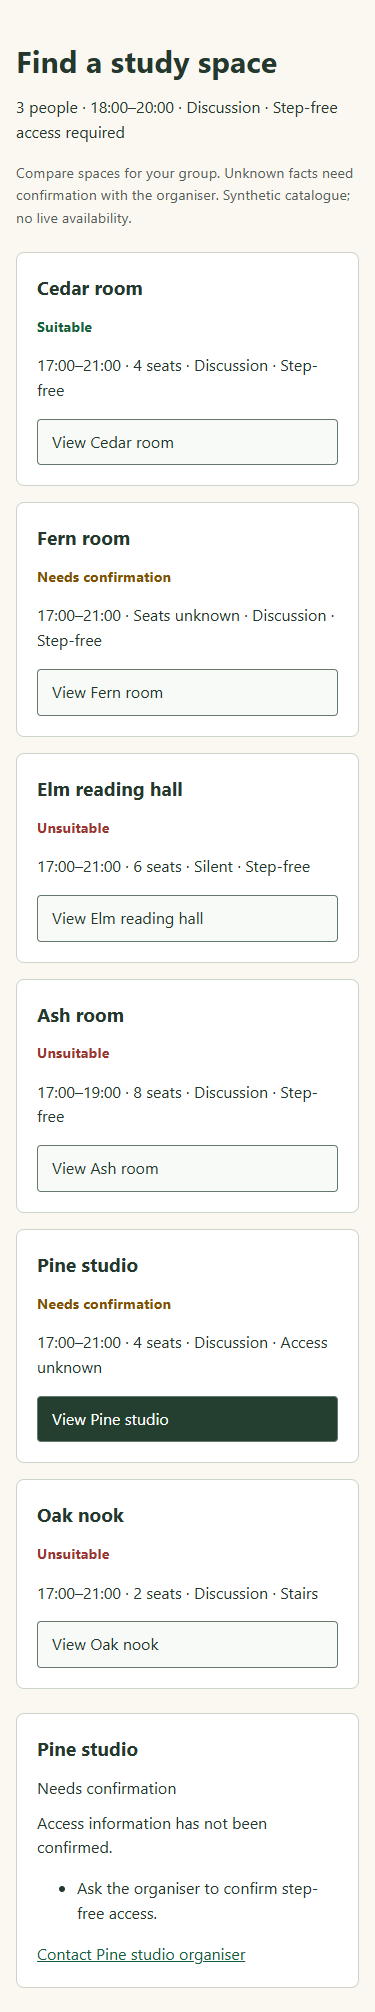 Find a study space
3 people · 18:00–20:00 · Discussion · Step-free
access required
Compare spaces for your group. Unknown facts need
confirmation with the organiser. Synthetic catalogue;
no live availability.
Cedar room
Suitable
17:00–21:00 · 4 seats · Discussion · Step-
free
View Cedar room
Fern room
Needs confirmation
17:00–21:00 · Seats unknown · Discussion ·
Step-free
View Fern room
Elm reading hall
Unsuitable
17:00–21:00 · 6 seats · Silent · Step-free
View Elm reading hall
Ash room
Unsuitable
17:00–19:00 · 8 seats · Discussion · Step-
free
View Ash room
Pine studio
Needs confirmation
17:00–21:00 · 4 seats · Discussion · Access
unknown
View Pine studio
Oak nook
Unsuitable
17:00–21:00 · 2 seats · Discussion · Stairs
View Oak nook
Pine studio
Needs confirmation
Access information has not been
confirmed.
• Ask the organiser to confirm step-
free access.
Contact Pine studio organiser